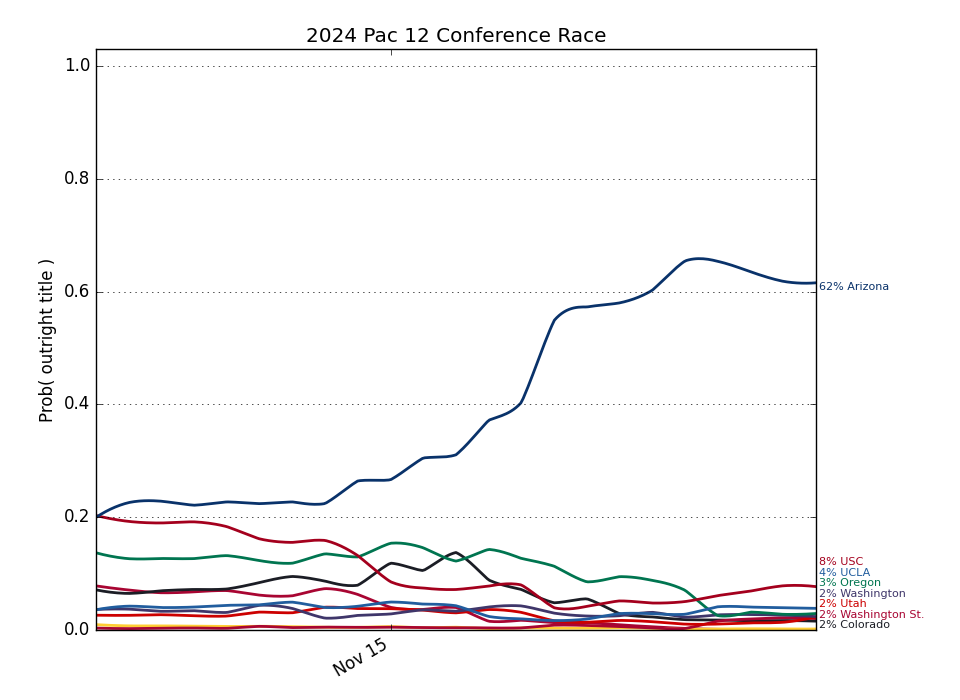 2024 Pac 12 Conference Race
Prob( outright title )
1.0
0.8
0.6
0.4
0.2
0.0
Nov 15
62% Arizona
8% USC
4% UCLA
3% Oregon
2% Washington
2% Utah
2% Washington St.
2% Colorado